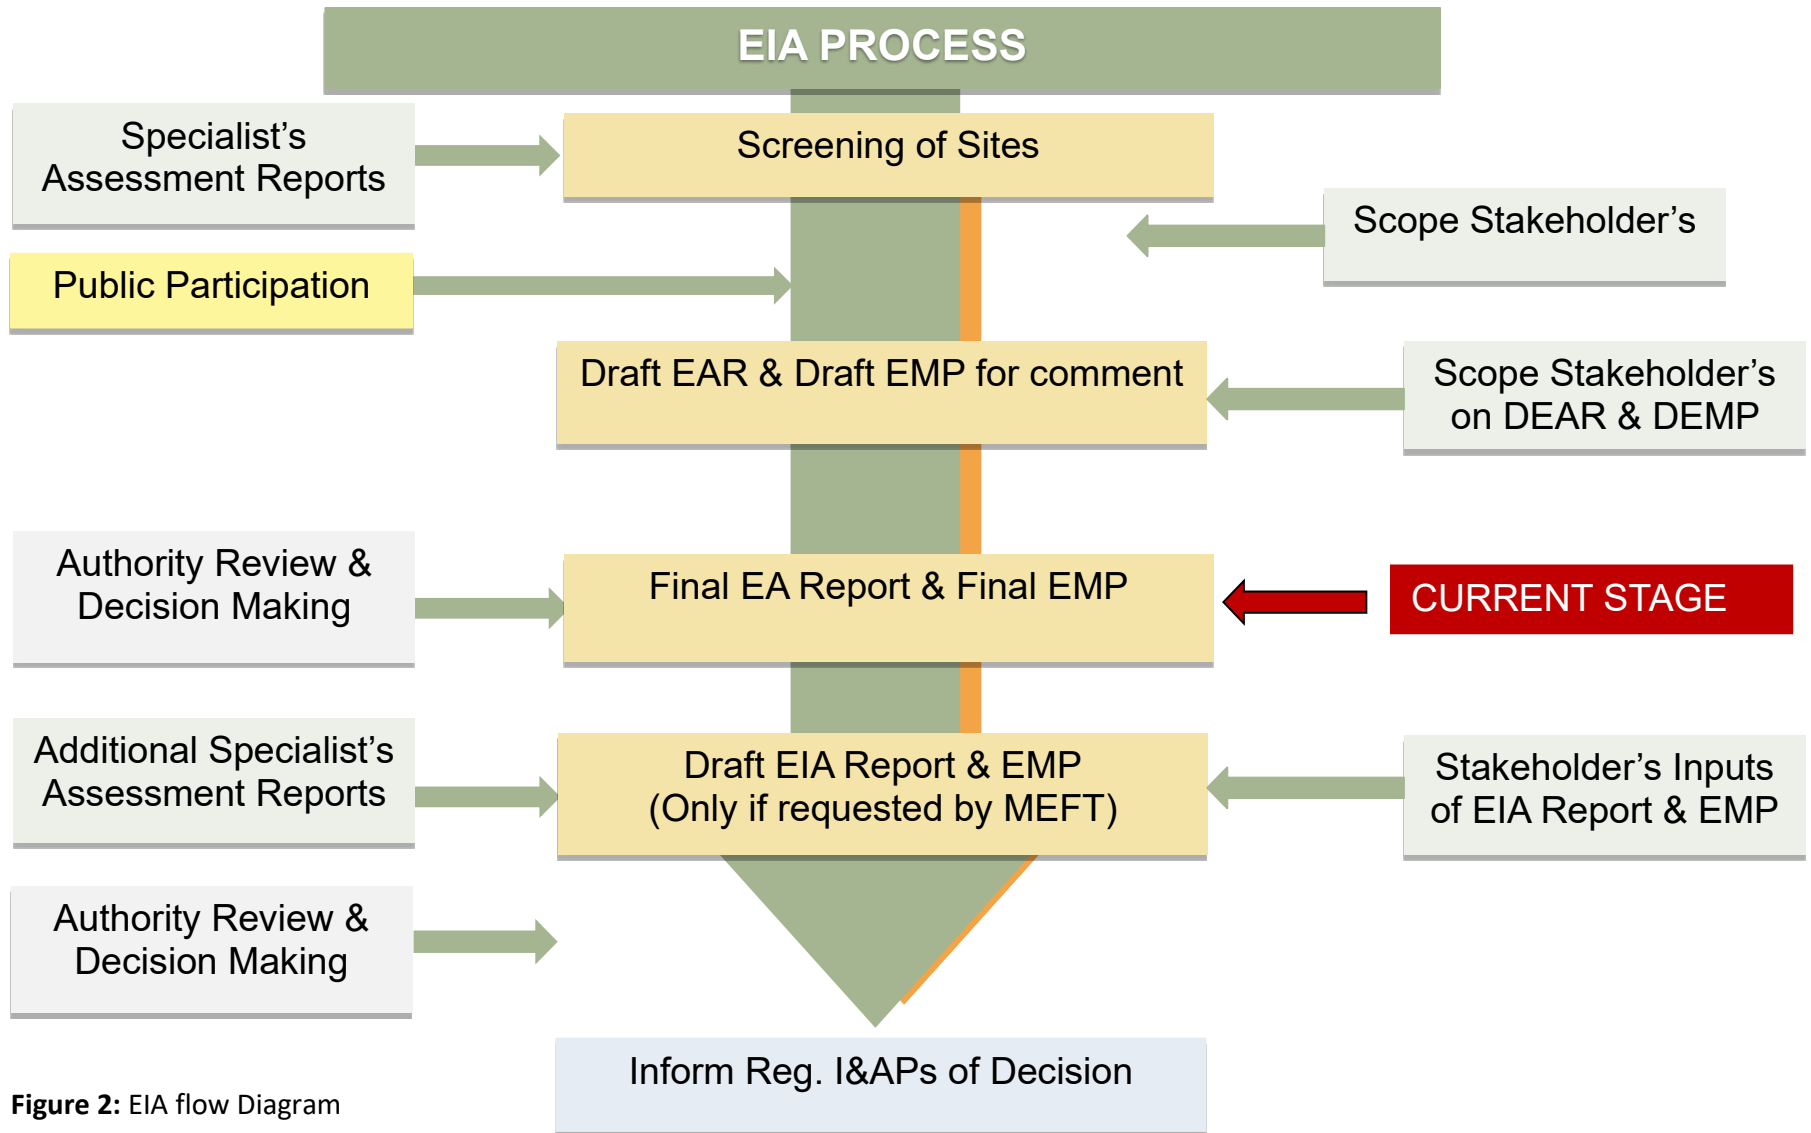 EIA PROCESS
Specialist’s
Assessment Reports
Screening of Sites
Scope Stakeholder’s
Public Participation
Draft EAR & Draft EMP for comment
Scope Stakeholder’s
on DEAR & DEMP
Authority Review &
Decision Making
Final EA Report & Final EMP
CURRENT STAGE
Additional Specialist’s
Assessment Reports
Draft EIA Report & EMP
(Only if requested by MEFT)
Stakeholder’s Inputs
of EIA Report & EMP
Authority Review &
Decision Making
Inform Reg. I&APs of Decision
Figure 2: EIA flow Diagram